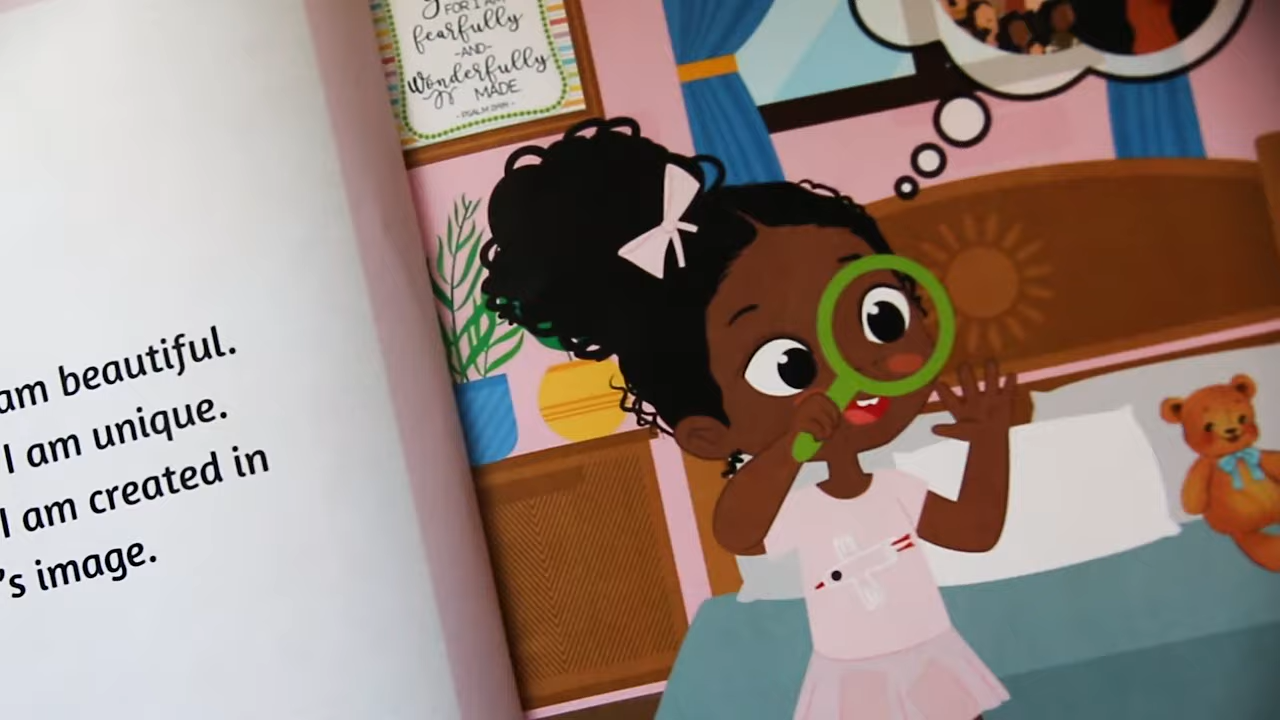 am beautiful.
I am unique.
I am created in
's image.
FOR I AM
fearfully
-AND-
Wonderfully
MADE